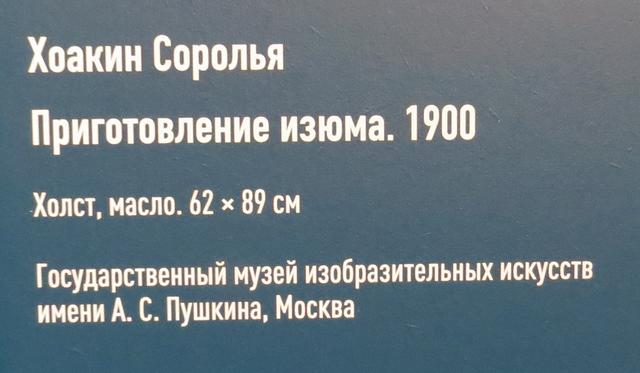 Хоакин Соролья
Приготовление изюма. 1900
Холст, масло. 62 × 89 см
Государственный музей изобразительных искусств
имени А. С. Пушкина, Москва